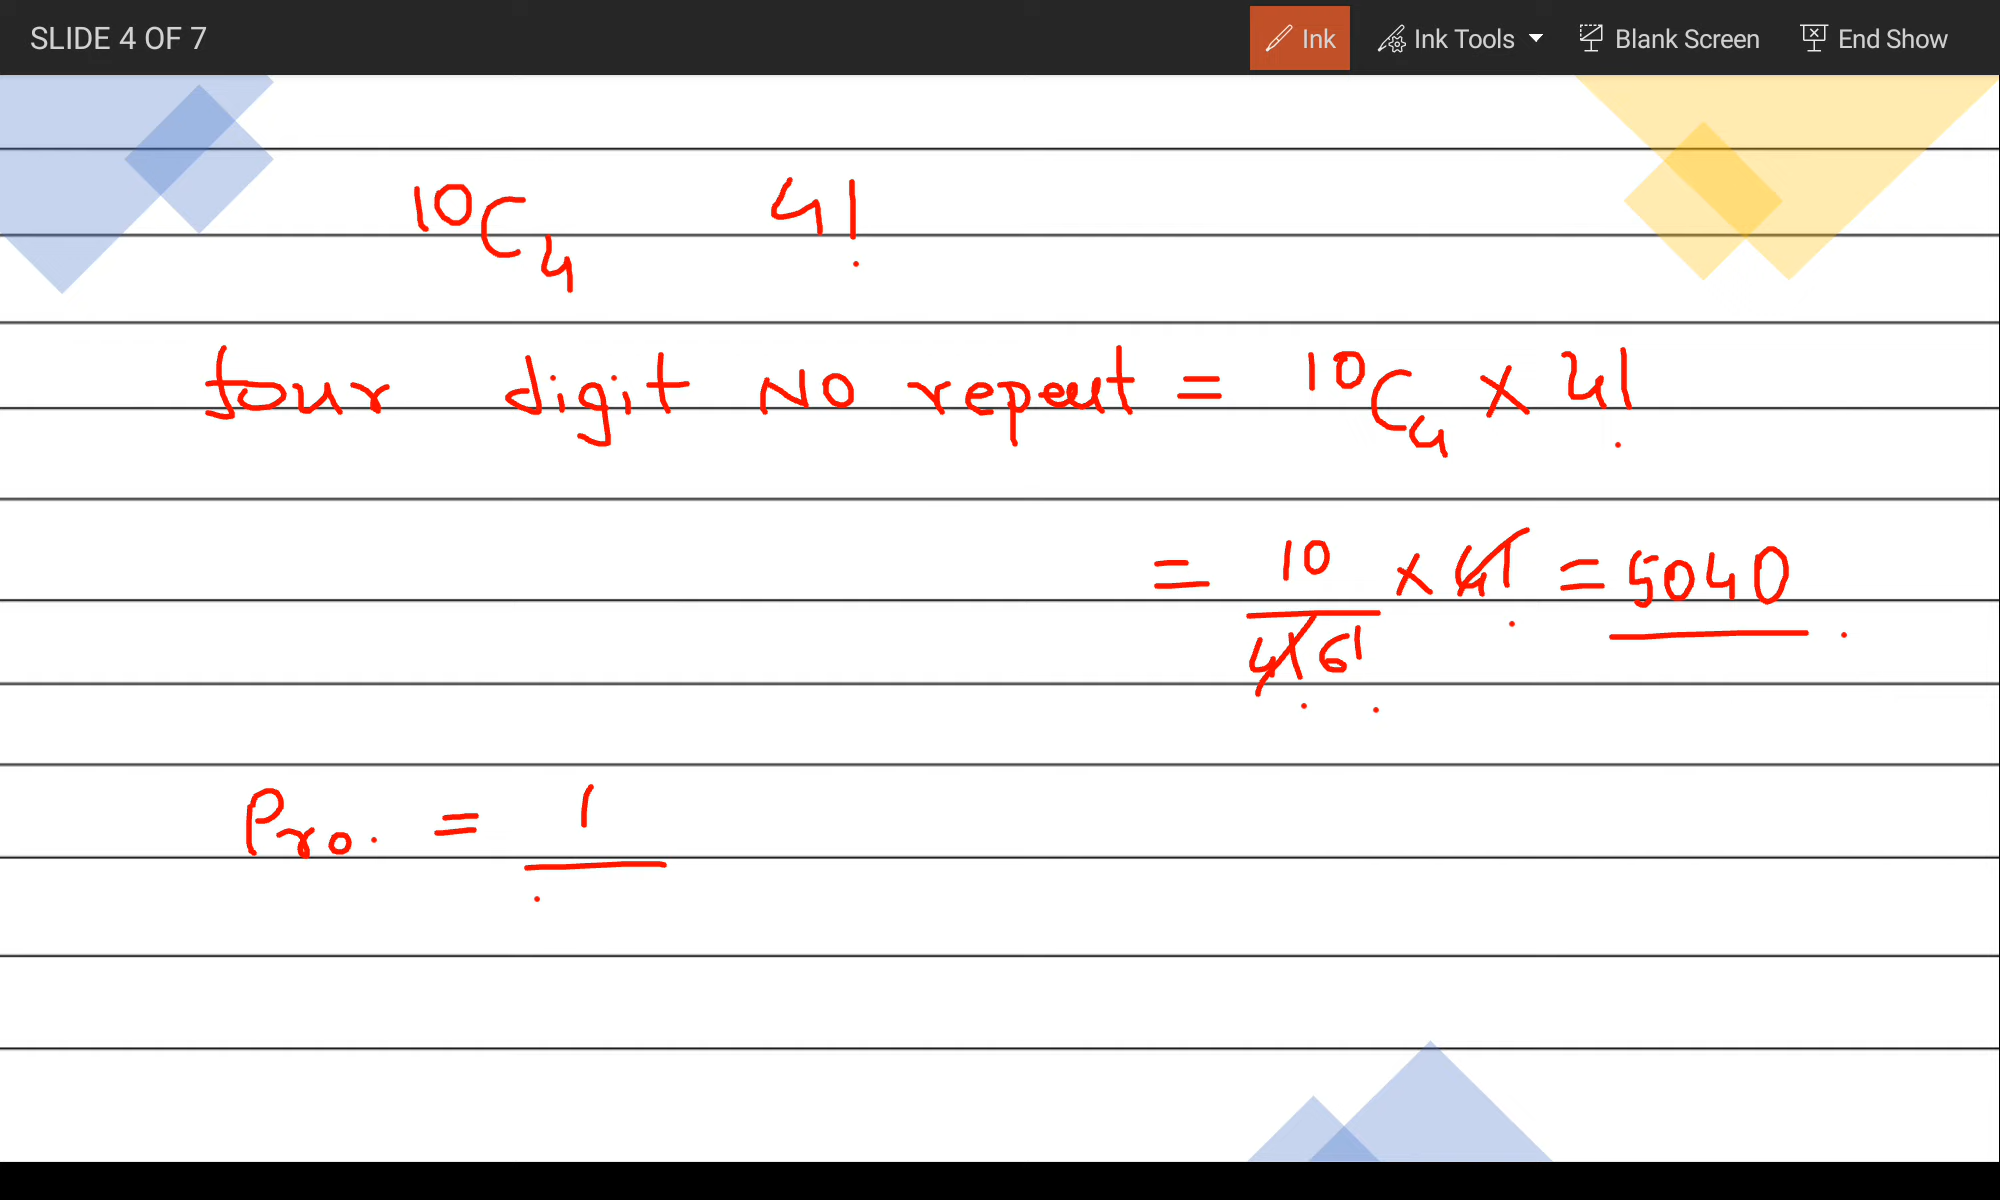 SLIDE 4 OF 7 Ink Ink Tools Blank Screen End Show
10C4 4!
four digit NO repeat = 10C4 × 4!
= 10 / 4! 6! × 4! = 5040.
Pro. = 1